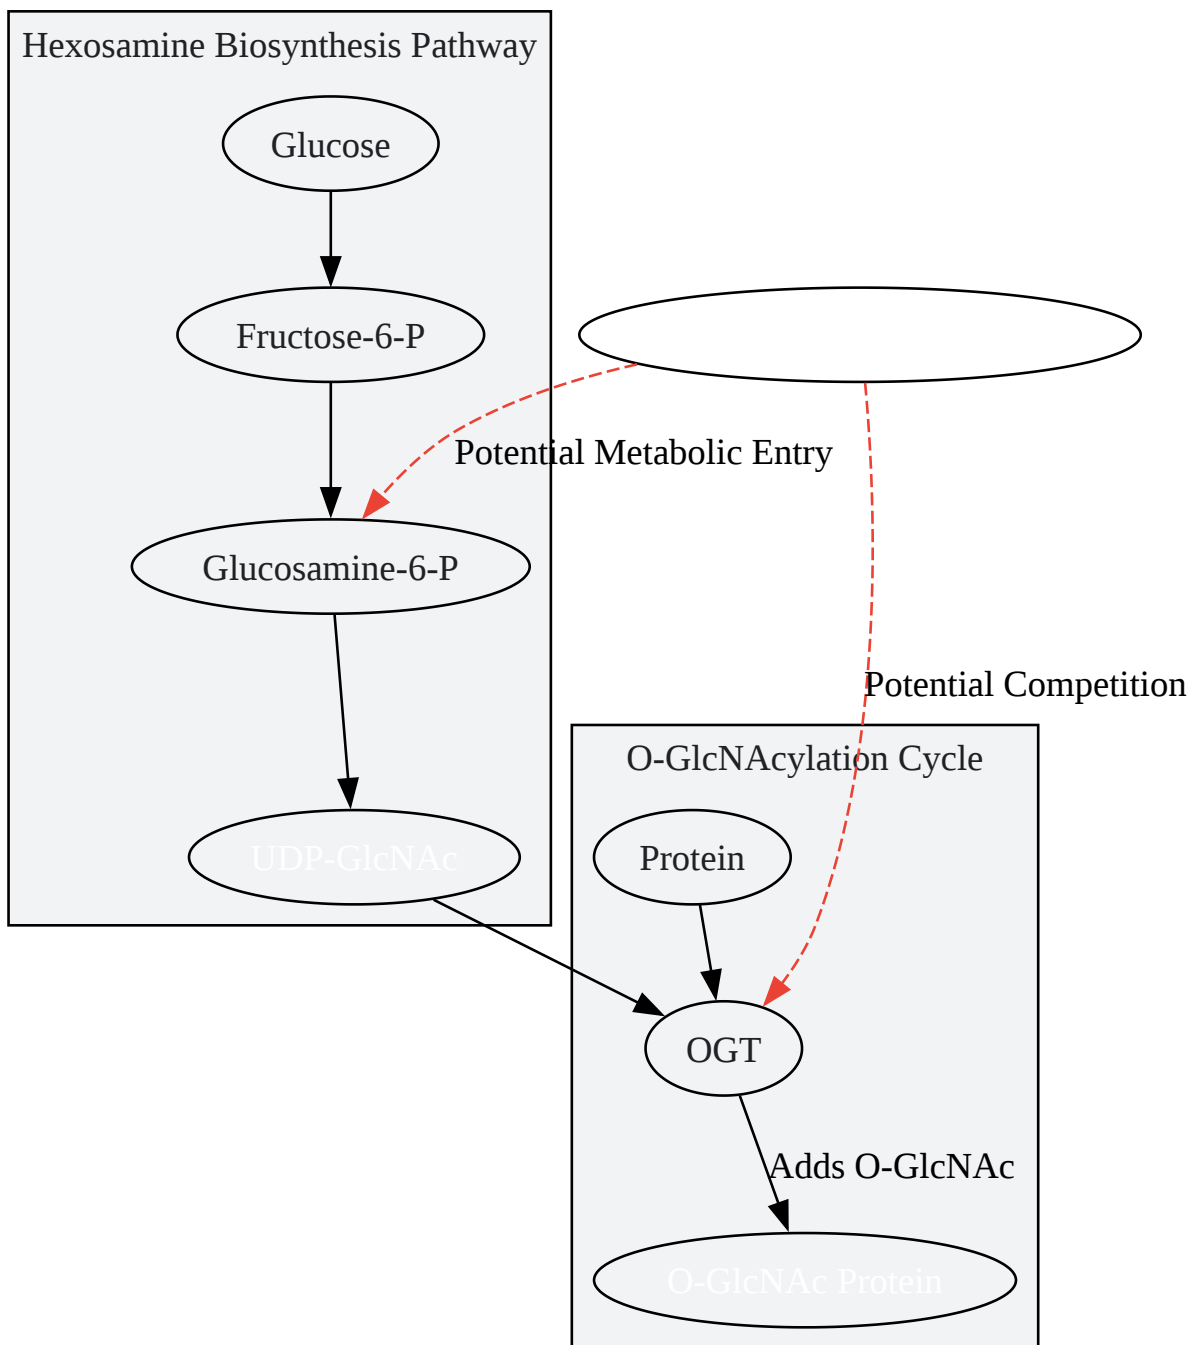 Hexosamine Biosynthesis Pathway
Glucose
Fructose-6-P
Potential Metabolic Entry
Glucosamine-6-P
Potential Competition
O-GlcNAcylation Cycle
UDP-GlcNAc
Protein
OGT
Adds O-GlcNAc
O-GlcNAc Protein